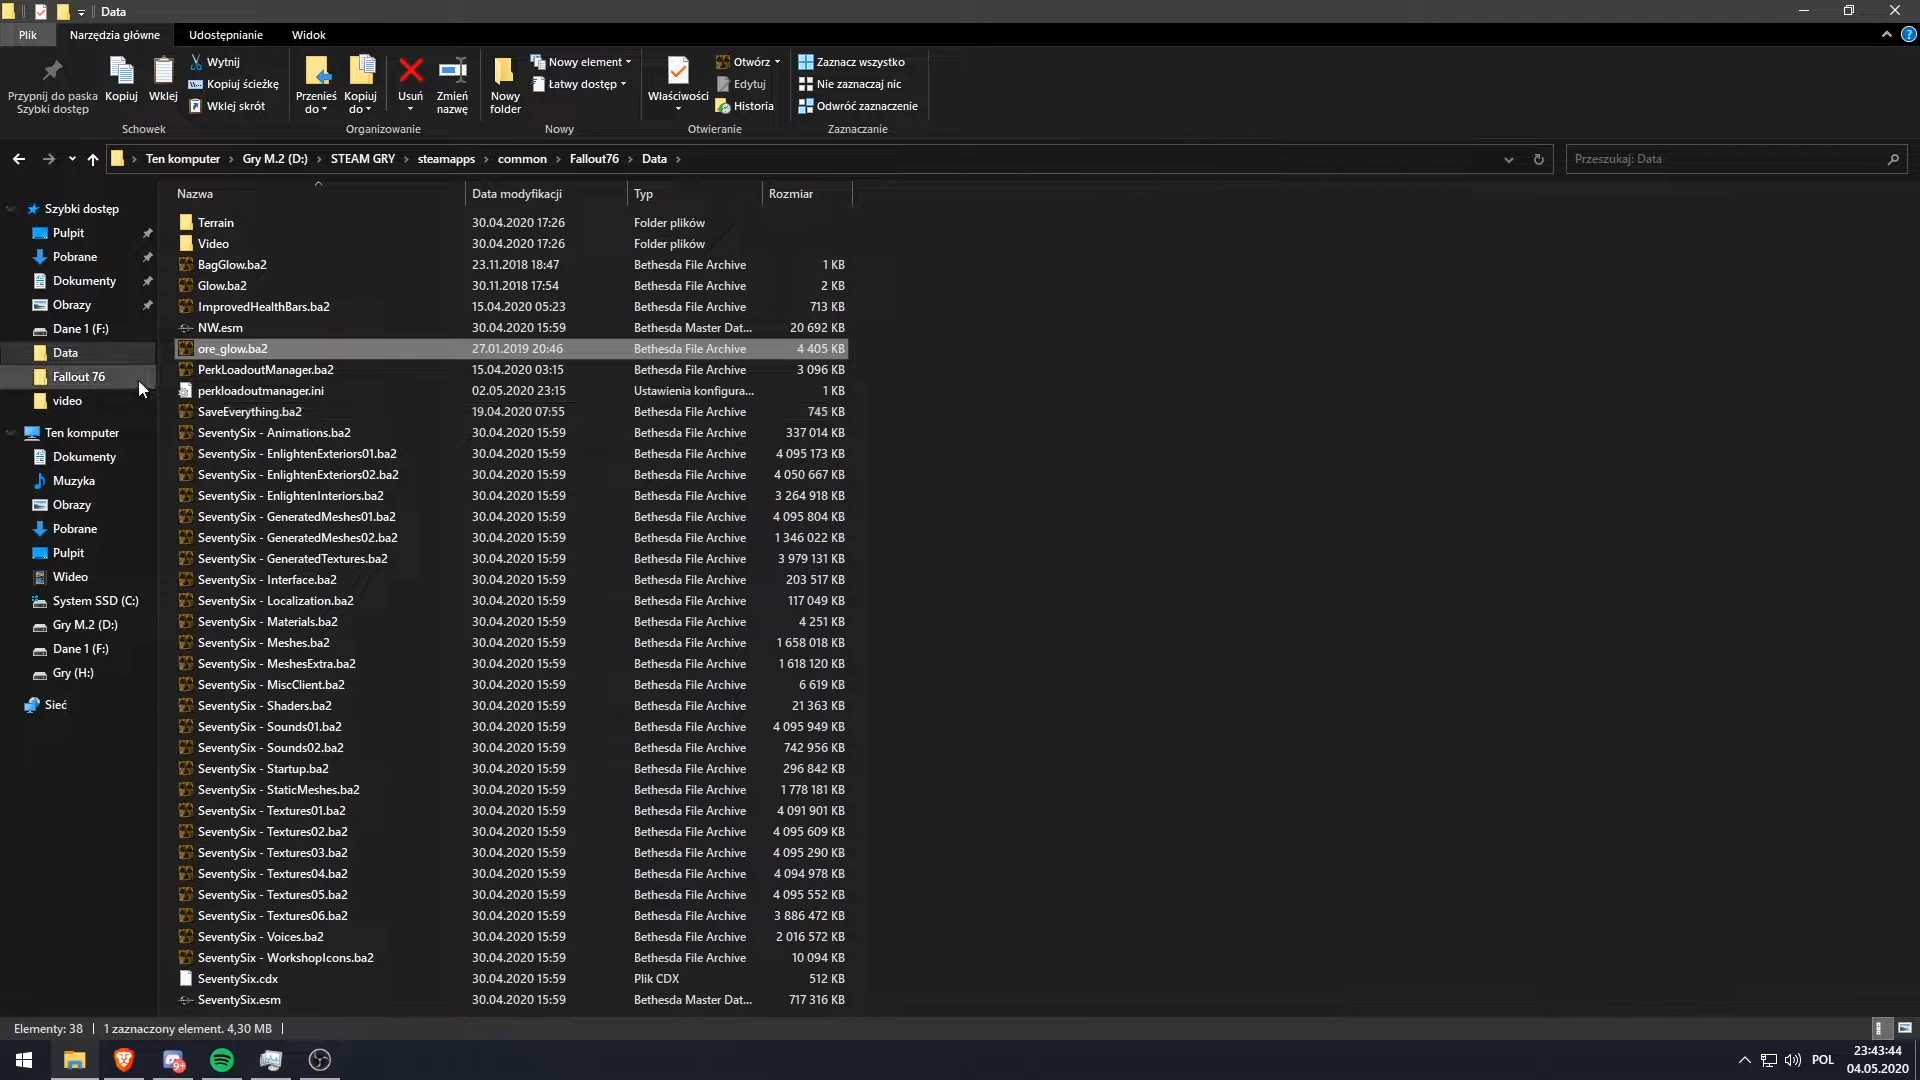 Data
Plik
Narzędzia główne
Udostępnianie
Widok
Przypnij do paska
Szybki dostęp
Kopiuj
Wklej
Wytnij
Kopiuj ścieżkę
Wklej skrót
Schowek
Przenieś
do
Kopiuj
do
Usuń
Zmień
nazwę
Organizowanie
Nowy
folder
Nowy element
Łatwy dostęp
Nowy
Właściwości
Otwórz
Edytuj
Historia
Otwieranie
Zaznacz wszystko
Nie zaznaczaj nic
Odwróć zaznaczenie
Zaznaczanie
Ten komputer > Gry M.2 (D:) > STEAM GRY > steamapps > common > Fallout76 > Data >
Przeszukaj: Data
Szybki dostęp
Pulpit
Pobrane
Dokumenty
Obrazy
Dane 1 (F:)
Data
Fallout 76
video
Ten komputer
Dokumenty
Muzyka
Obrazy
Pobrane
Pulpit
Wideo
System SSD (C:)
Gry M.2 (D:)
Dane 1 (F:)
Gry (H:)
Sieć
Nazwa Data modyfikacji Typ Rozmiar
Terrain 30.04.2020 17:26 Folder plików
Video 30.04.2020 17:26 Folder plików
BagGlow.ba2 23.11.2018 18:47 Bethesda File Archive 1 KB
Glow.ba2 30.11.2018 17:54 Bethesda File Archive 2 KB
ImprovedHealthBars.ba2 15.04.2020 05:23 Bethesda File Archive 713 KB
NW.esm 30.04.2020 15:59 Bethesda Master Dat... 20 692 KB
ore_glow.ba2 27.01.2019 20:46 Bethesda File Archive 4 405 KB
PerkLoadoutManager.ba2 15.04.2020 03:15 Bethesda File Archive 3 096 KB
perkloadoutmanager.ini 02.05.2020 23:15 Ustawienia konfigura... 1 KB
SaveEverything.ba2 19.04.2020 07:55 Bethesda File Archive 745 KB
SeventySix - Animations.ba2 30.04.2020 15:59 Bethesda File Archive 337 014 KB
SeventySix - EnlightenExteriors01.ba2 30.04.2020 15:59 Bethesda File Archive 4 095 173 KB
SeventySix - EnlightenExteriors02.ba2 30.04.2020 15:59 Bethesda File Archive 4 050 667 KB
SeventySix - EnlightenInteriors.ba2 30.04.2020 15:59 Bethesda File Archive 3 264 918 KB
SeventySix - GeneratedMeshes01.ba2 30.04.2020 15:59 Bethesda File Archive 4 095 804 KB
SeventySix - GeneratedMeshes02.ba2 30.04.2020 15:59 Bethesda File Archive 1 346 022 KB
SeventySix - GeneratedTextures.ba2 30.04.2020 15:59 Bethesda File Archive 3 979 131 KB
SeventySix - Interface.ba2 30.04.2020 15:59 Bethesda File Archive 203 517 KB
SeventySix - Localization.ba2 30.04.2020 15:59 Bethesda File Archive 117 049 KB
SeventySix - Materials.ba2 30.04.2020 15:59 Bethesda File Archive 4 251 KB
SeventySix - Meshes.ba2 30.04.2020 15:59 Bethesda File Archive 1 658 018 KB
SeventySix - MeshesExtra.ba2 30.04.2020 15:59 Bethesda File Archive 1 618 120 KB
SeventySix - MiscClient.ba2 30.04.2020 15:59 Bethesda File Archive 6 619 KB
SeventySix - Shaders.ba2 30.04.2020 15:59 Bethesda File Archive 21 363 KB
SeventySix - Sounds01.ba2 30.04.2020 15:59 Bethesda File Archive 4 095 949 KB
SeventySix - Sounds02.ba2 30.04.2020 15:59 Bethesda File Archive 742 956 KB
SeventySix - Startup.ba2 30.04.2020 15:59 Bethesda File Archive 296 842 KB
SeventySix - StaticMeshes.ba2 30.04.2020 15:59 Bethesda File Archive 1 778 181 KB
SeventySix - Textures01.ba2 30.04.2020 15:59 Bethesda File Archive 4 091 901 KB
SeventySix - Textures02.ba2 30.04.2020 15:59 Bethesda File Archive 4 095 609 KB
SeventySix - Textures03.ba2 30.04.2020 15:59 Bethesda File Archive 4 095 290 KB
SeventySix - Textures04.ba2 30.04.2020 15:59 Bethesda File Archive 4 094 978 KB
SeventySix - Textures05.ba2 30.04.2020 15:59 Bethesda File Archive 4 095 552 KB
SeventySix - Textures06.ba2 30.04.2020 15:59 Bethesda File Archive 3 886 472 KB
SeventySix - Voices.ba2 30.04.2020 15:59 Bethesda File Archive 2 016 572 KB
SeventySix - WorkshopIcons.ba2 30.04.2020 15:59 Bethesda File Archive 10 094 KB
SeventySix.cdx 30.04.2020 15:59 Plik CDX 512 KB
SeventySix.esm 30.04.2020 15:59 Bethesda Master Dat... 717 316 KB
Elementy: 38 | 1 zaznaczony element. 4,30 MB |
9+
POL
23:43:44
04.05.2020